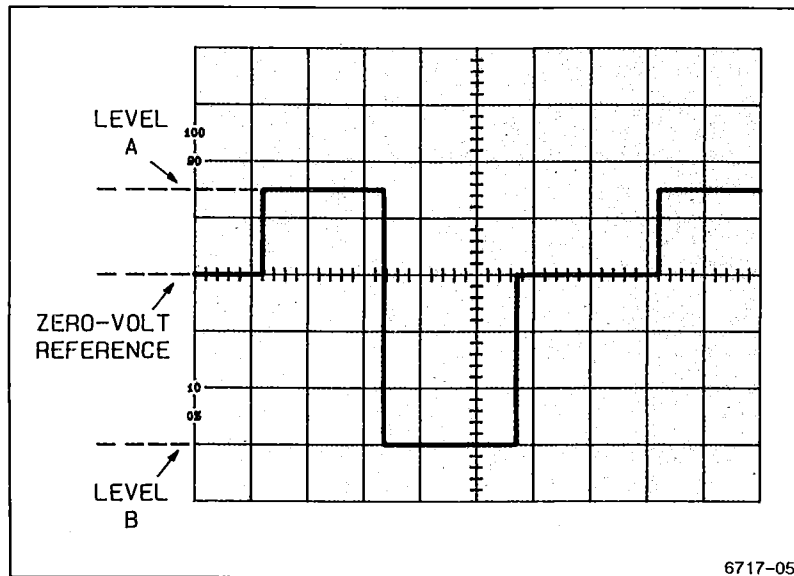 LEVEL
A
100
90
ZERO-VOLT
REFERENCE
10
0%
LEVEL
B
6717-05